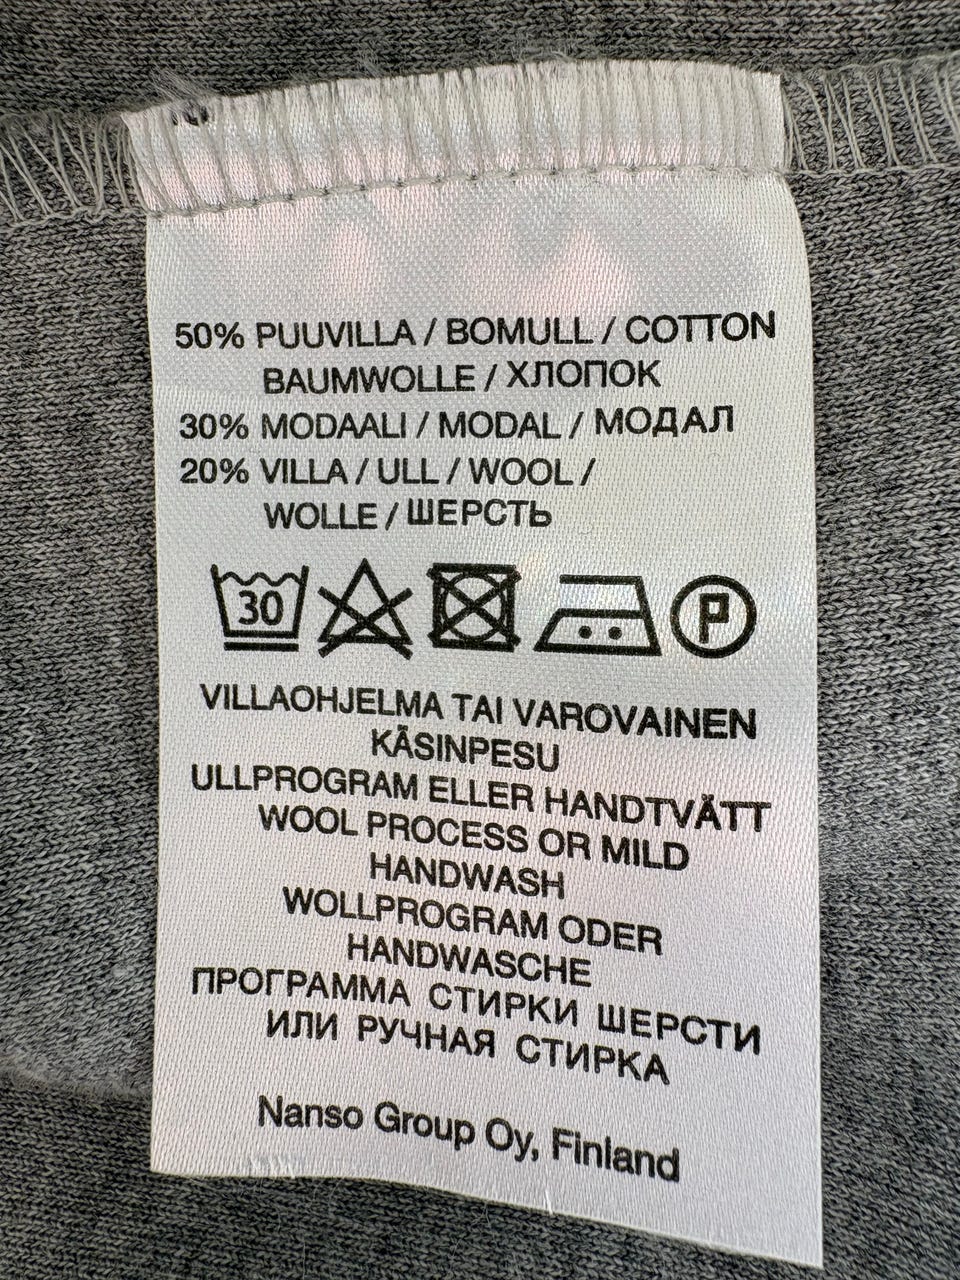 50% PUUVILLA / BOMULL / COTTON
BAUMWOLLE / ХЛОПОК
30% MODAALI / MODAL / МОДАЛ
20% VILLA / ULL / WOOL /
WOLLE / ШЕРСТЬ
30 P
VILLAOHJELMA TAI VAROVAINEN
KÄSINPESU
ULLPROGRAM ELLER HANDTVÄTT
WOOL PROCESS OR MILD
HANDWASH
WOLLPROGRAM ODER
HANDWASCHE
ПРОГРАММА СТИРКИ ШЕРСТИ
ИЛИ РУЧНАЯ СТИРКА
Nanso Group Oy, Finland